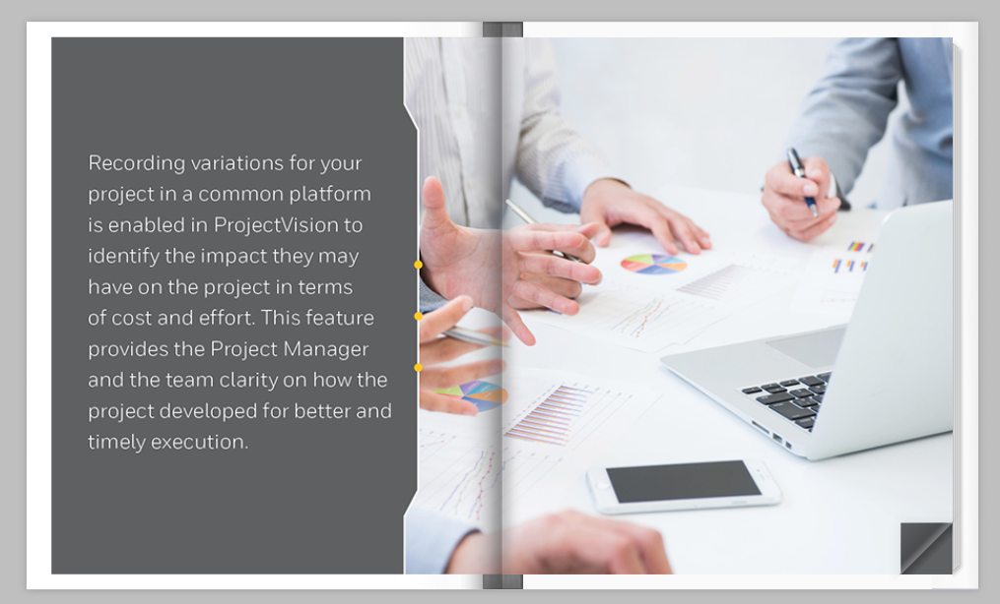 Recording variations for your
project in a common platform
is enabled in ProjectVision to
identify the impact they may
have on the project in terms
of cost and effort. This feature
provides the Project Manager
and the team clarity on how the
project developed for better and
timely execution.